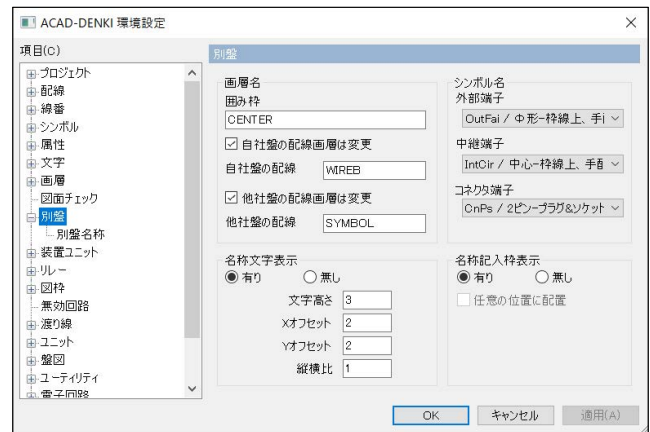 ACAD-DENKI 環境設定
項目(C)
プロジェクト
配線
線番
シンボル
属性
文字
画層
図面チェック
別盤
別盤名称
装置ユニット
リレー
図枠
無効回路
渡り線
ユニット
盤図
ユーティリティ
電子回路
別盤
画層名
囲み枠
CENTER
自社盤の配線画層は変更
自社盤の配線 WIREB
他社盤の配線画層は変更
他社盤の配線 SYMBOL
シンボル名
外部端子
OutFai / Φ形-枠線上、手
中継端子
IntCir / 中心-枠線上、手
コネクタ端子
CnPs / 2ピンープラグ&ソケット
名称文字表示
有り 無し
文字高さ 3
Xオフセット 2
Yオフセット 2
縦横比 1
名称記入枠表示
有り 無し
任意の位置に配置
OK キャンセル 適用(A)